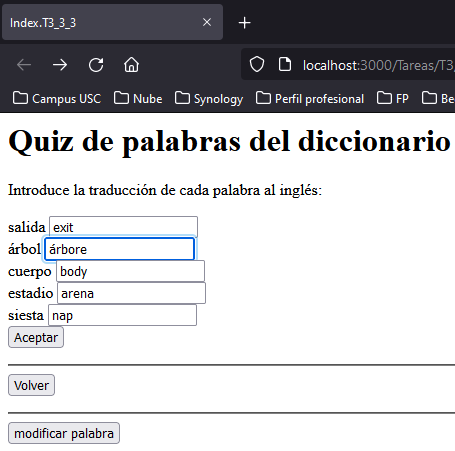 Index.T3_3_3
localhost:3000/Tareas/T3
Campus USC Nube Synology Perfil profesional FP Be
Quiz de palabras del diccionario
Introduce la traducción de cada palabra al inglés:
salida exit
árbol árbore
cuerpo body
estadio arena
siesta nap
Aceptar
Volver
modificar palabra